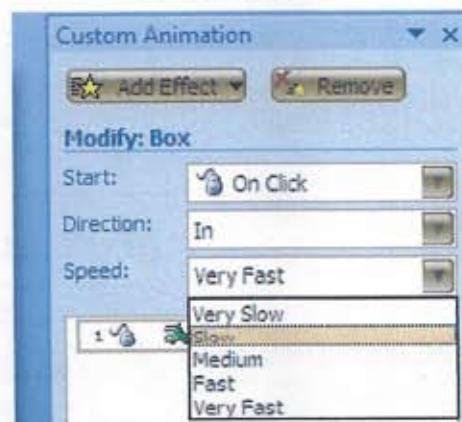 Custom Animation
Add Effect
Remove
Modify: Box
Start: On Click
Direction: In
Speed: Very Fast
Very Slow
1 Slow
Medium
Fast
Very Fast